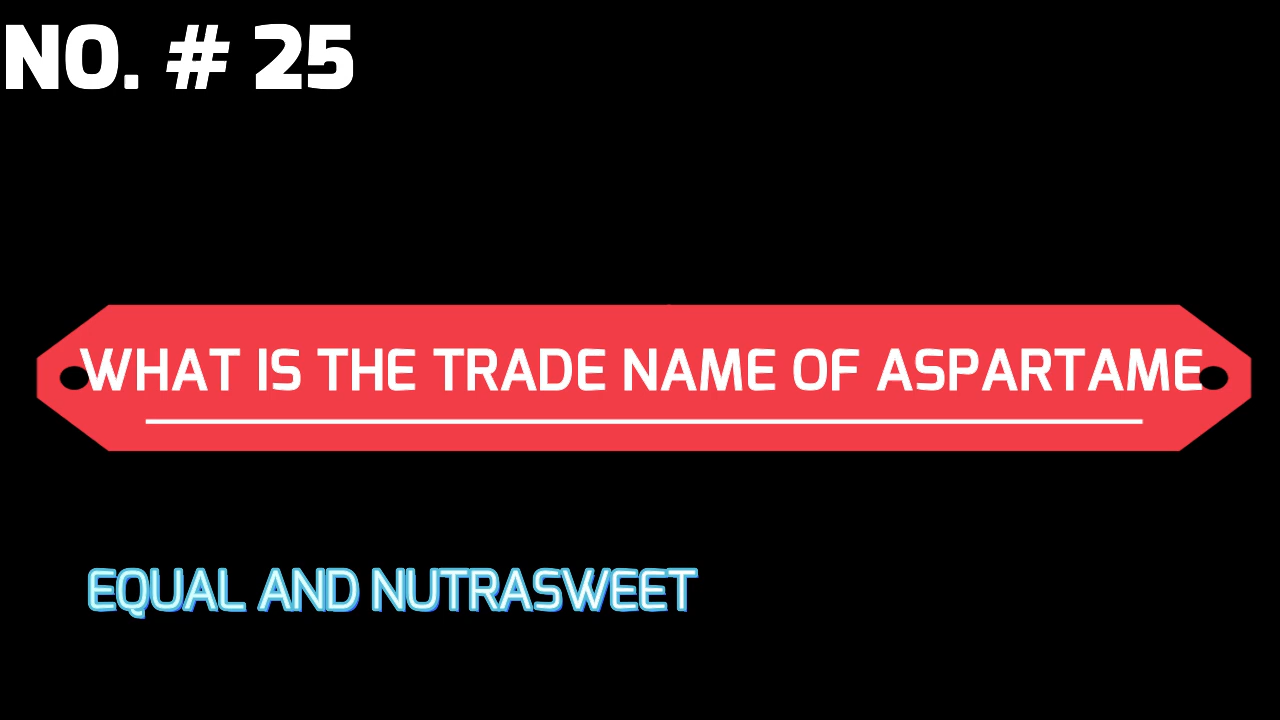 NO. # 25
WHAT IS THE TRADE NAME OF ASPARTAME
EQUAL AND NUTRASWEET